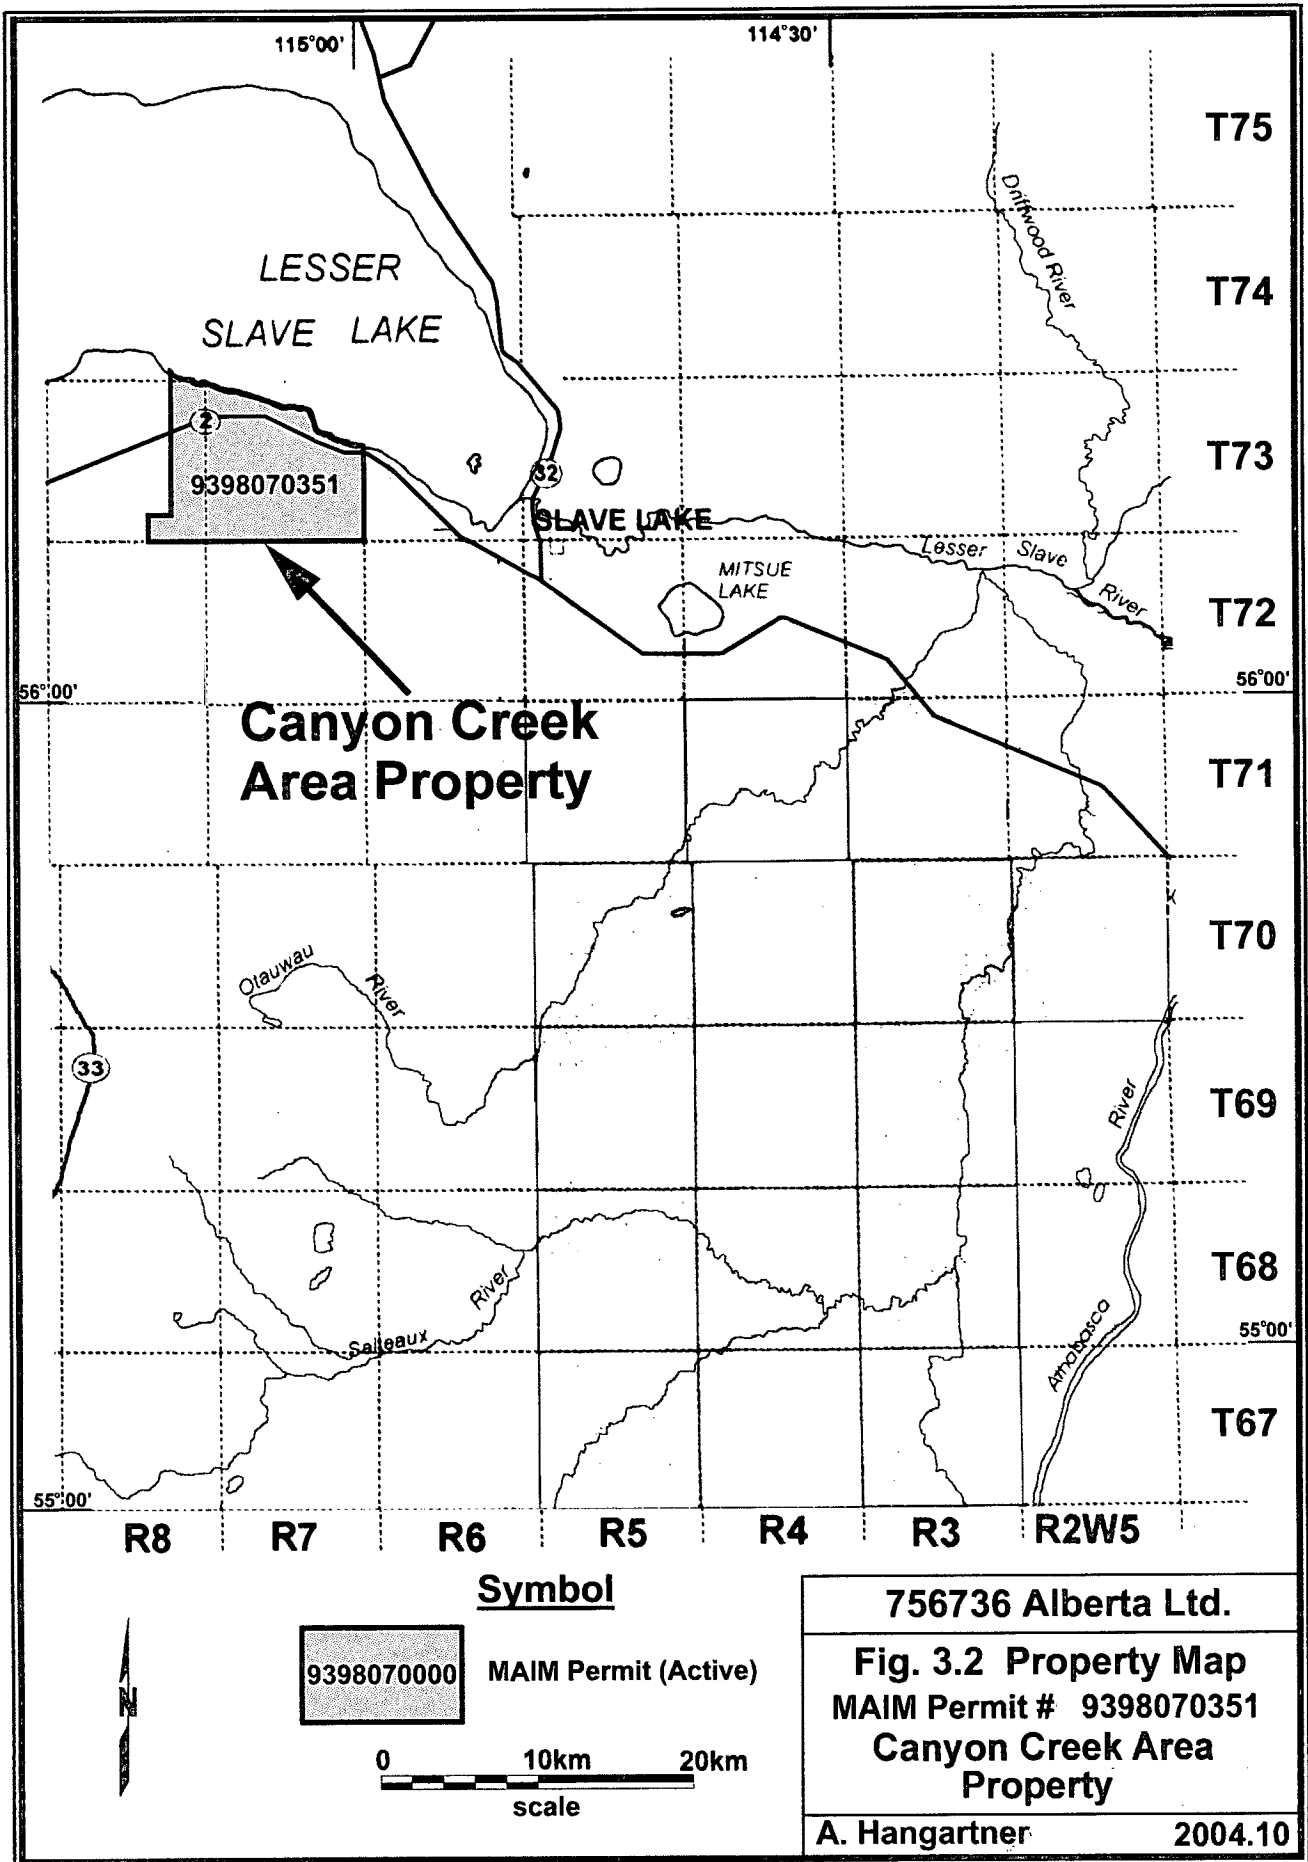 115°00'
114°30'
T75
Driftwood River
LESSER
SLAVE LAKE
T74
2
9398070351
32
T73
SLAVE LAKE
MITSUE
LAKE
Lesser Slave River
T72
56°00'
56°00'
Canyon Creek
Area Property
T71
Otauwau River
T70
33
River
T69
River
Salteaux
T68
55°00'
Athabasca
T67
55°00'
R8
R7
R6
R5
R4
R3
R2W5
Symbol
9398070000
MAIM Permit (Active)
N
0 10km 20km
scale
756736 Alberta Ltd.
Fig. 3.2 Property Map
MAIM Permit # 9398070351
Canyon Creek Area
Property
A. Hangartner 2004.10